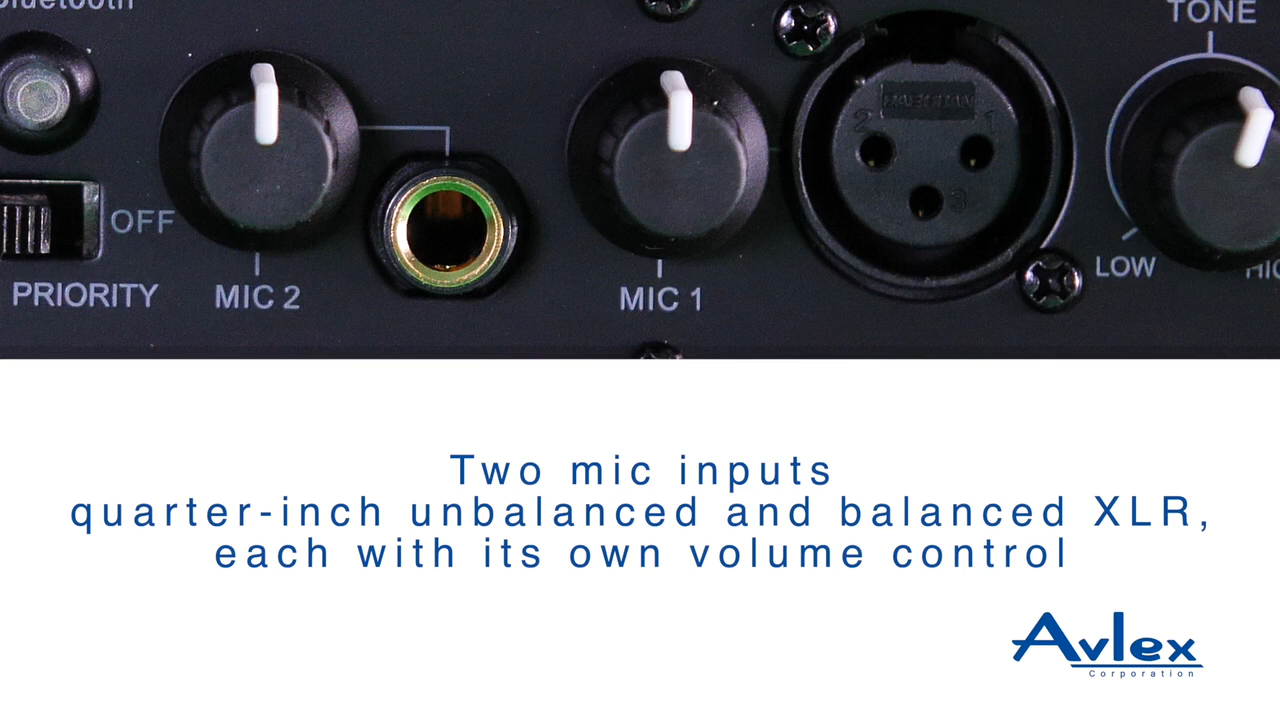 Bluetooth
TONE
2 1
3
OFF
PRIORITY
MIC 2
MIC 1
LOW
Two mic inputs
quarter-inch unbalanced and balanced XLR,
each with its own volume control
Avlex
Corporation